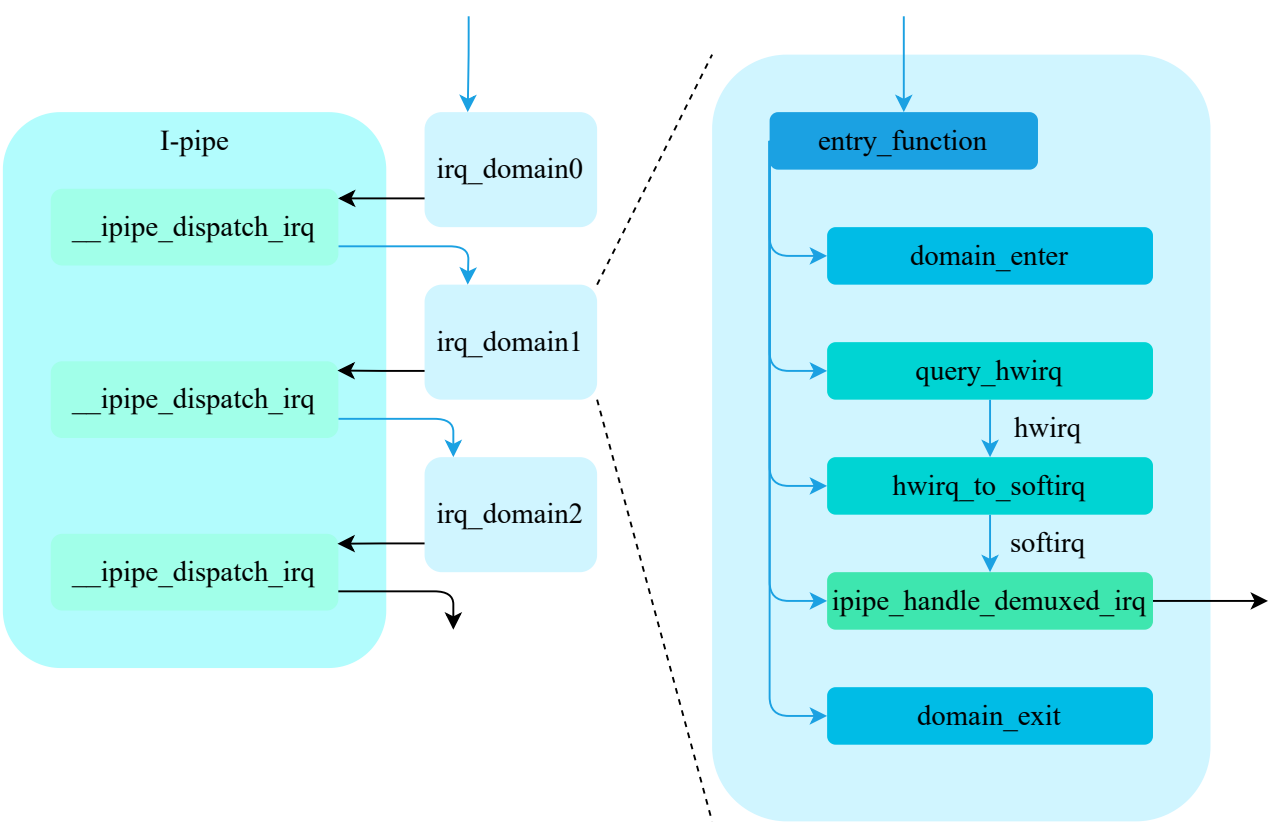 I-pipe
irq_domain0
__ipipe_dispatch_irq
irq_domain1
__ipipe_dispatch_irq
irq_domain2
__ipipe_dispatch_irq
entry_function
domain_enter
query_hwirq
hwirq
hwirq_to_softirq
softirq
ipipe_handle_demuxed_irq
domain_exit